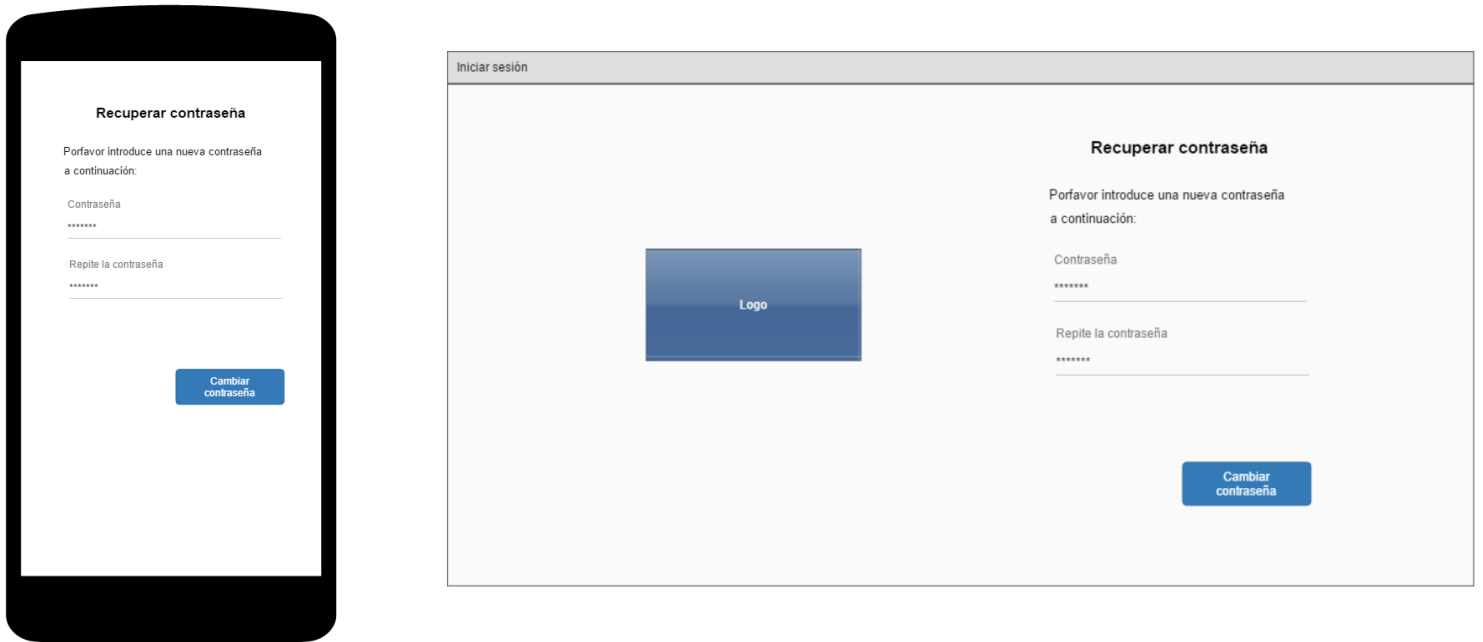 Recuperar contraseña
Porfavor introduce una nueva contraseña
a continuación:
Contraseña
*******
Repite la contraseña
*******
Cambiar
contraseña
Iniciar sesión
Logo
Recuperar contraseña
Porfavor introduce una nueva contraseña
a continuación:
Contraseña
*******
Repite la contraseña
*******
Cambiar
contraseña